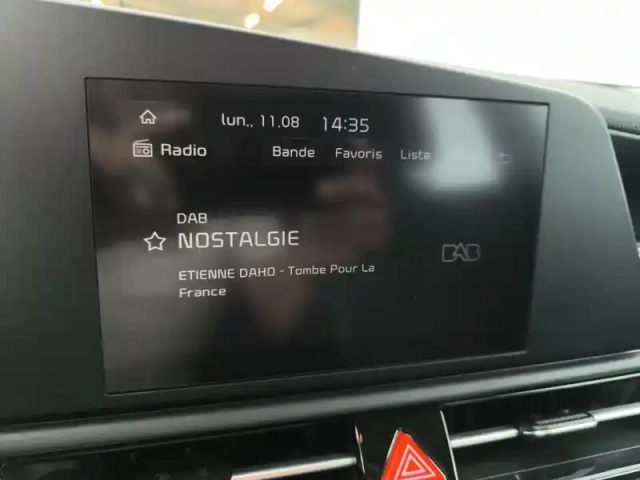 lun., 11.08 14:35
Radio Bande Favoris Liste
DAB
NOSTALGIE
ETIENNE DAHO - Tombe Pour La
France
DAB